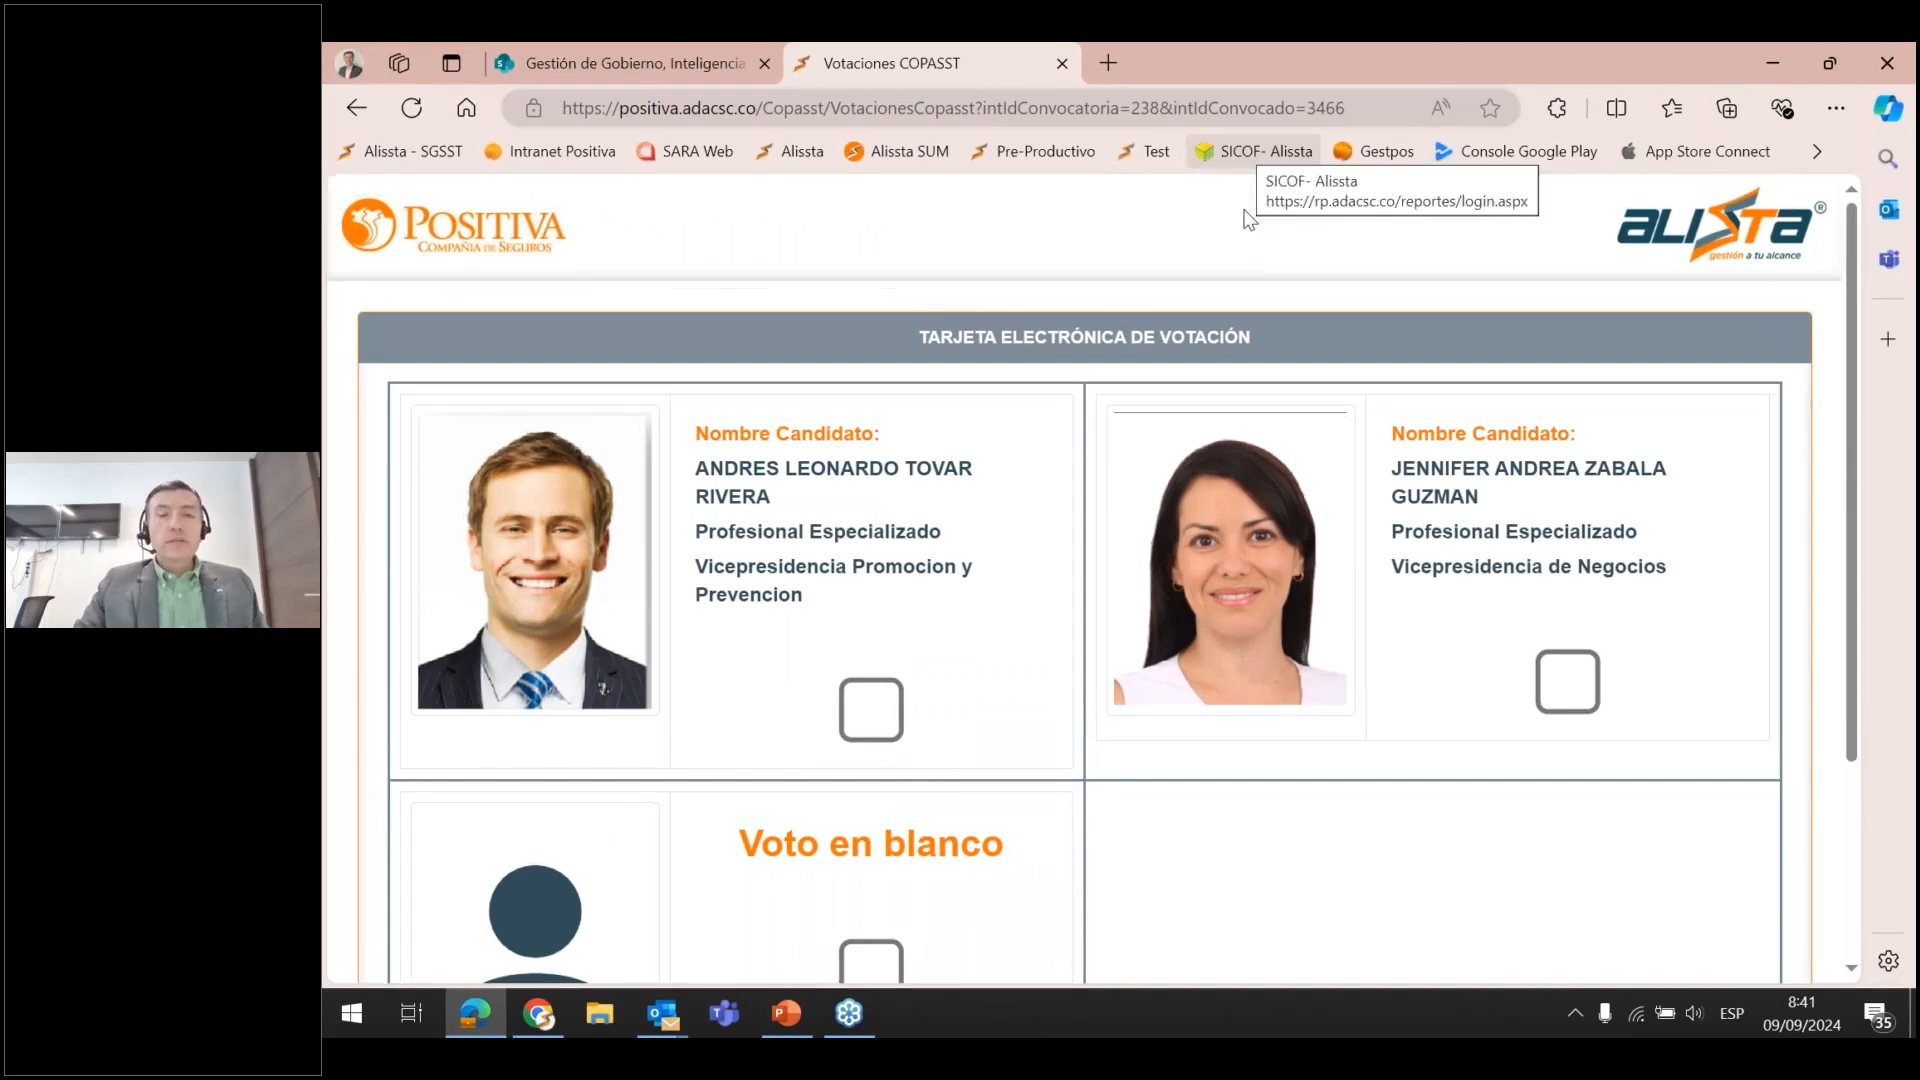 Gestión de Gobierno, Inteligencia
Votaciones COPASST
https://positiva.adacsc.co/Copasst/VotacionesCopasst?intIdConvocatoria=238&intIdConvocado=3466
Alissta - SGSST
Intranet Positiva
SARA Web
Alissta
Alissta SUM
Pre-Productivo
Test
SICOF- Alissta
Gestpos
Console Google Play
App Store Connect
SICOF- Alissta
https://rp.adacsc.co/reportes/login.aspx
POSITIVA
COMPAÑIA DE SEGUROS
ALISTA®
gestión a tu alcance
TARJETA ELECTRÓNICA DE VOTACIÓN
Nombre Candidato:
ANDRES LEONARDO TOVAR
RIVERA
Profesional Especializado
Vicepresidencia Promocion y
Prevencion
Nombre Candidato:
JENNIFER ANDREA ZABALA
GUZMAN
Profesional Especializado
Vicepresidencia de Negocios
Voto en blanco
ESP
8:41
09/09/2024
35